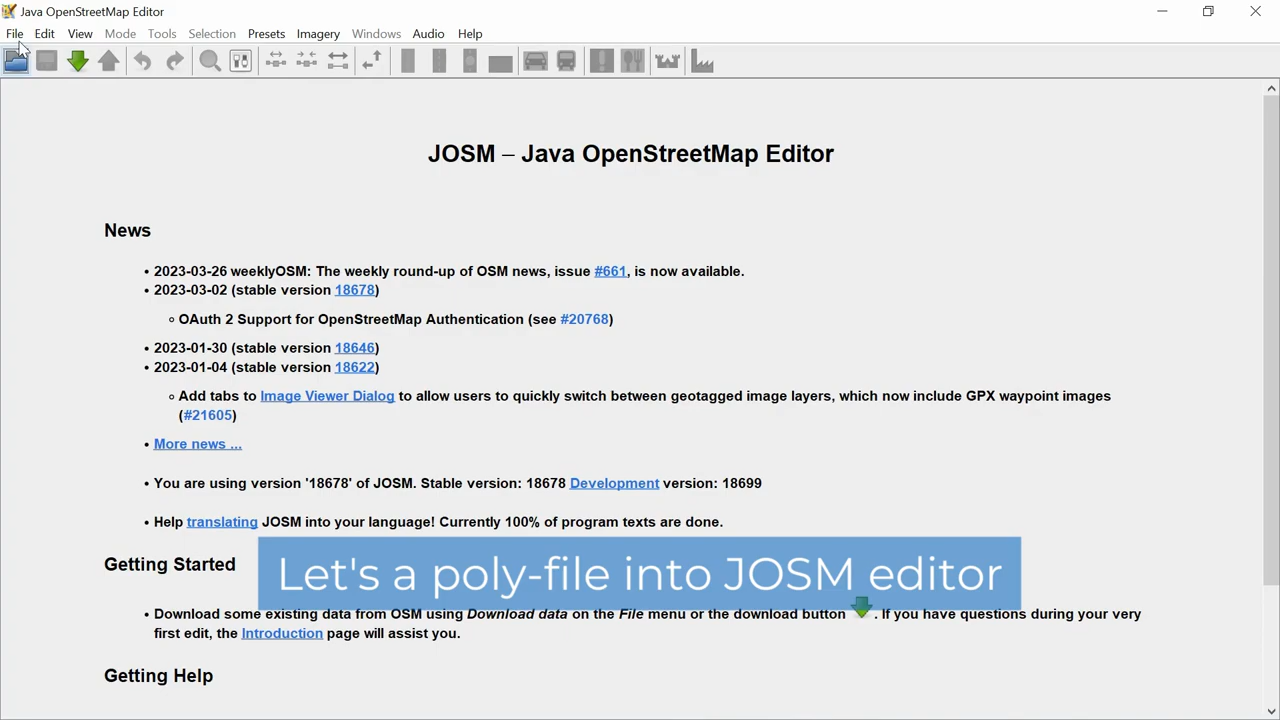 Java OpenStreetMap Editor
File Edit View Mode Tools Selection Presets Imagery Windows Audio Help
JOSM – Java OpenStreetMap Editor
News
• 2023-03-26 weeklyOSM: The weekly round-up of OSM news, issue #661, is now available.
• 2023-03-02 (stable version 18678)
◦ OAuth 2 Support for OpenStreetMap Authentication (see #20768)
• 2023-01-30 (stable version 18646)
• 2023-01-04 (stable version 18622)
◦ Add tabs to Image Viewer Dialog to allow users to quickly switch between geotagged image layers, which now include GPX waypoint images
(#21605)
• More news ...
• You are using version '18678' of JOSM. Stable version: 18678 Development version: 18699
• Help translating JOSM into your language! Currently 100% of program texts are done.
Getting Started
Let's a poly-file into JOSM editor
• Download some existing data from OSM using Download data on the File menu or the download button . If you have questions during your very
first edit, the Introduction page will assist you.
Getting Help